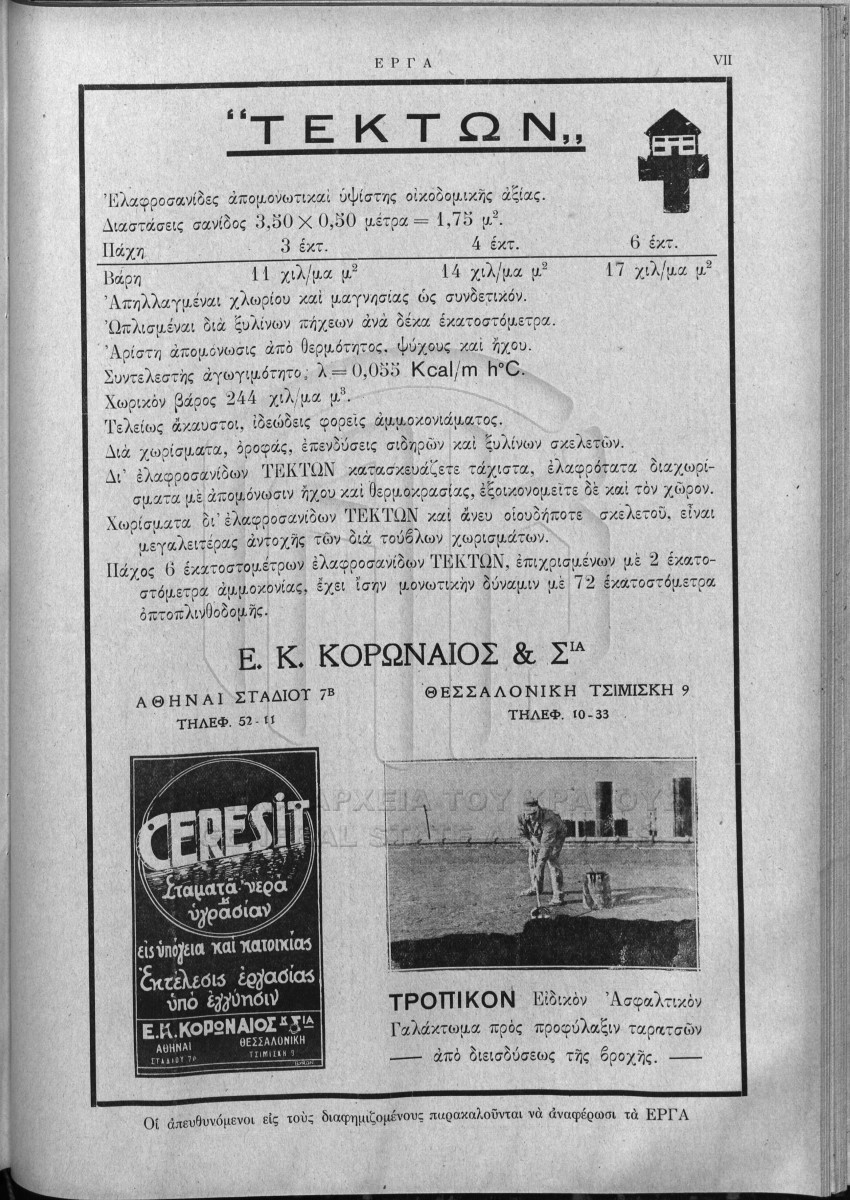 ΕΡΓΑ
VII
“ΤΕΚΤΩΝ„
Ἐλαφροσανίδες ἀπομονωτικαὶ ὑψίστης οἰκοδομικῆς ἀξίας.
Διαστάσεις σανίδος 3,50 × 0,50 μέτρα = 1,75 μ².
Πάχη 3 ἑκτ. 4 ἑκτ. 6 ἑκτ.
Βάρη 11 χιλ/μα μ² 14 χιλ/μα μ² 17 χιλ/μα μ²
Ἀπηλλαγμέναι χλωρίου καὶ μαγνησίας ὡς συνδετικόν.
Ὡπλισμέναι διὰ ξυλίνων πήχεων ἀνὰ δέκα ἑκατοστόμετρα.
Ἀρίστη ἀπομόνωσις ἀπὸ θερμότητος, ψύχους καὶ ἤχου.
Συντελεστὴς ἀγωγιμότητο; λ = 0,055 Kcal/m h°C.
Χωρικὸν βάρος 244 χιλ/μα μ³.
Τελείως ἄκαυστοι, ἰδεώδεις φορεῖς ἀμμοκονιάματος.
Διὰ χωρίσματα, ὀροφάς, ἐπενδύσεις σιδηρῶν καὶ ξυλίνων σκελετῶν.
Δι’ ἐλαφροσανίδων ΤΕΚΤΩΝ κατασκευάζετε τάχιστα, ἐλαφρότατα διαχωρί-
σματα μὲ ἀπομόνωσιν ἤχου καὶ θερμοκρασίας, ἐξοικονομεῖτε δὲ καὶ τὸν χῶρον.
Χωρίσματα δι’ ἐλαφροσανίδων ΤΕΚΤΩΝ καὶ ἄνευ οἱουδήποτε σκελετοῦ, εἶναι
μεγαλειτέρας ἀντοχῆς τῶν διὰ τούβλων χωρισμάτων.
Πάχος 6 ἑκατοστομέτρων ἐλαφροσανίδων ΤΕΚΤΩΝ, ἐπιχρισμένων μὲ 2 ἑκατο-
στόμετρα ἀμμοκονίας, ἔχει ἴσην μονωτικὴν δύναμιν μὲ 72 ἑκατοστόμετρα
ὀπτοπλινθοδομῆς.
Ε. Κ. ΚΟΡΩΝΑΙΟΣ & ΣΙΑ
ΑΘΗΝΑΙ ΣΤΑΔΙΟΥ 7Β
ΤΗΛΕΦ. 52-11
ΘΕΣΣΑΛΟΝΙΚΗ ΤΣΙΜΙΣΚΗ 9
ΤΗΛΕΦ. 10-33
CERESIT
Σταματᾶ νερὰ
κ
ὑγρασίαν
εἰς ὑπόγεια καὶ κατοικίας
Ἐκτέλεσις ἐργασίας
ὑπὸ ἐγγύησιν
Ε.Κ. ΚΟΡΩΝΑΙΟΣ & ΣΙΑ
ΑΘΗΝΑΙ
ΣΤΑΔΙΟΥ 7Β
ΘΕΣΣΑΛΟΝΙΚΗ
ΤΣΙΜΙΣΚΗ 9
ΑΡΧΕΙΑ ΤΟΥ ΚΡΑΤΟΥΣ
STATE
ΤΡΟΠΙΚΟΝ Εἰδικὸν Ἀσφαλτικὸν
Γαλάκτωμα πρὸς προφύλαξιν ταρατσῶν
— ἀπὸ διεισδύσεως τῆς βροχῆς. —
Οἱ ἀπευθυνόμενοι εἰς τοὺς διαφημιζομένους παρακαλοῦνται νὰ ἀναφέρωσι τὰ ΕΡΓΑ